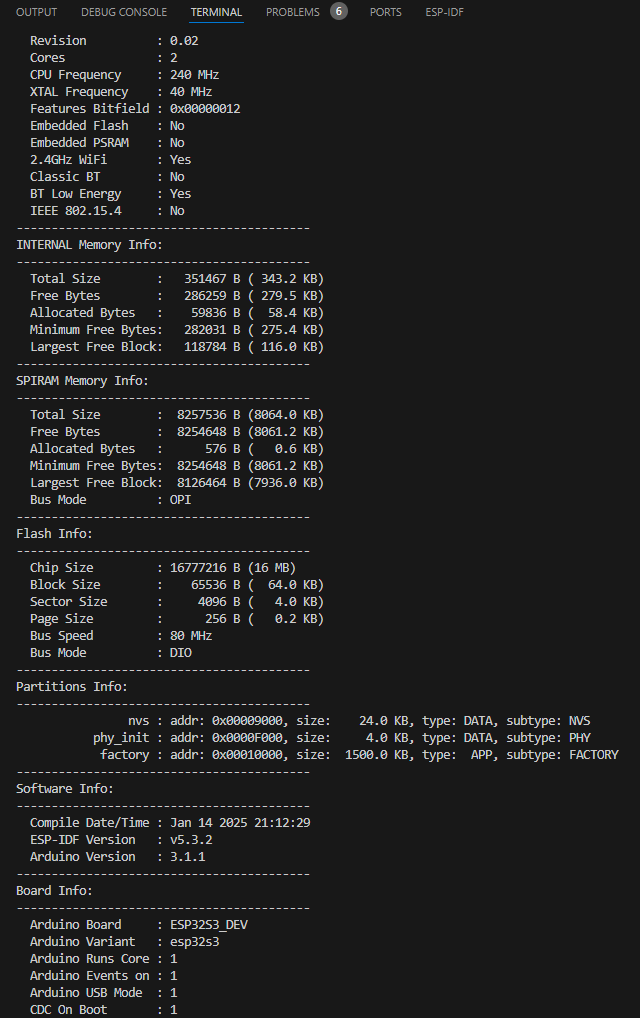 OUTPUT DEBUG CONSOLE TERMINAL PROBLEMS 6 PORTS ESP-IDF
Revision : 0.02
Cores : 2
CPU Frequency : 240 MHz
XTAL Frequency : 40 MHz
Features Bitfield : 0x00000012
Embedded Flash : No
Embedded PSRAM : No
2.4GHz WiFi : Yes
Classic BT : No
BT Low Energy : Yes
IEEE 802.15.4 : No
------------------------------------------
INTERNAL Memory Info:
------------------------------------------
Total Size : 351467 B ( 343.2 KB)
Free Bytes : 286259 B ( 279.5 KB)
Allocated Bytes : 59836 B ( 58.4 KB)
Minimum Free Bytes: 282031 B ( 275.4 KB)
Largest Free Block: 118784 B ( 116.0 KB)
------------------------------------------
SPIRAM Memory Info:
------------------------------------------
Total Size : 8257536 B (8064.0 KB)
Free Bytes : 8254648 B (8061.2 KB)
Allocated Bytes : 576 B ( 0.6 KB)
Minimum Free Bytes: 8254648 B (8061.2 KB)
Largest Free Block: 8126464 B (7936.0 KB)
Bus Mode : OPI
------------------------------------------
Flash Info:
------------------------------------------
Chip Size : 16777216 B (16 MB)
Block Size : 65536 B ( 64.0 KB)
Sector Size : 4096 B ( 4.0 KB)
Page Size : 256 B ( 0.2 KB)
Bus Speed : 80 MHz
Bus Mode : DIO
------------------------------------------
Partitions Info:
------------------------------------------
nvs : addr: 0x00009000, size: 24.0 KB, type: DATA, subtype: NVS
phy_init : addr: 0x0000F000, size: 4.0 KB, type: DATA, subtype: PHY
factory : addr: 0x00010000, size: 1500.0 KB, type: APP, subtype: FACTORY
------------------------------------------
Software Info:
------------------------------------------
Compile Date/Time : Jan 14 2025 21:12:29
ESP-IDF Version : v5.3.2
Arduino Version : 3.1.1
------------------------------------------
Board Info:
------------------------------------------
Arduino Board : ESP32S3_DEV
Arduino Variant : esp32s3
Arduino Runs Core : 1
Arduino Events on : 1
Arduino USB Mode : 1
CDC On Boot : 1